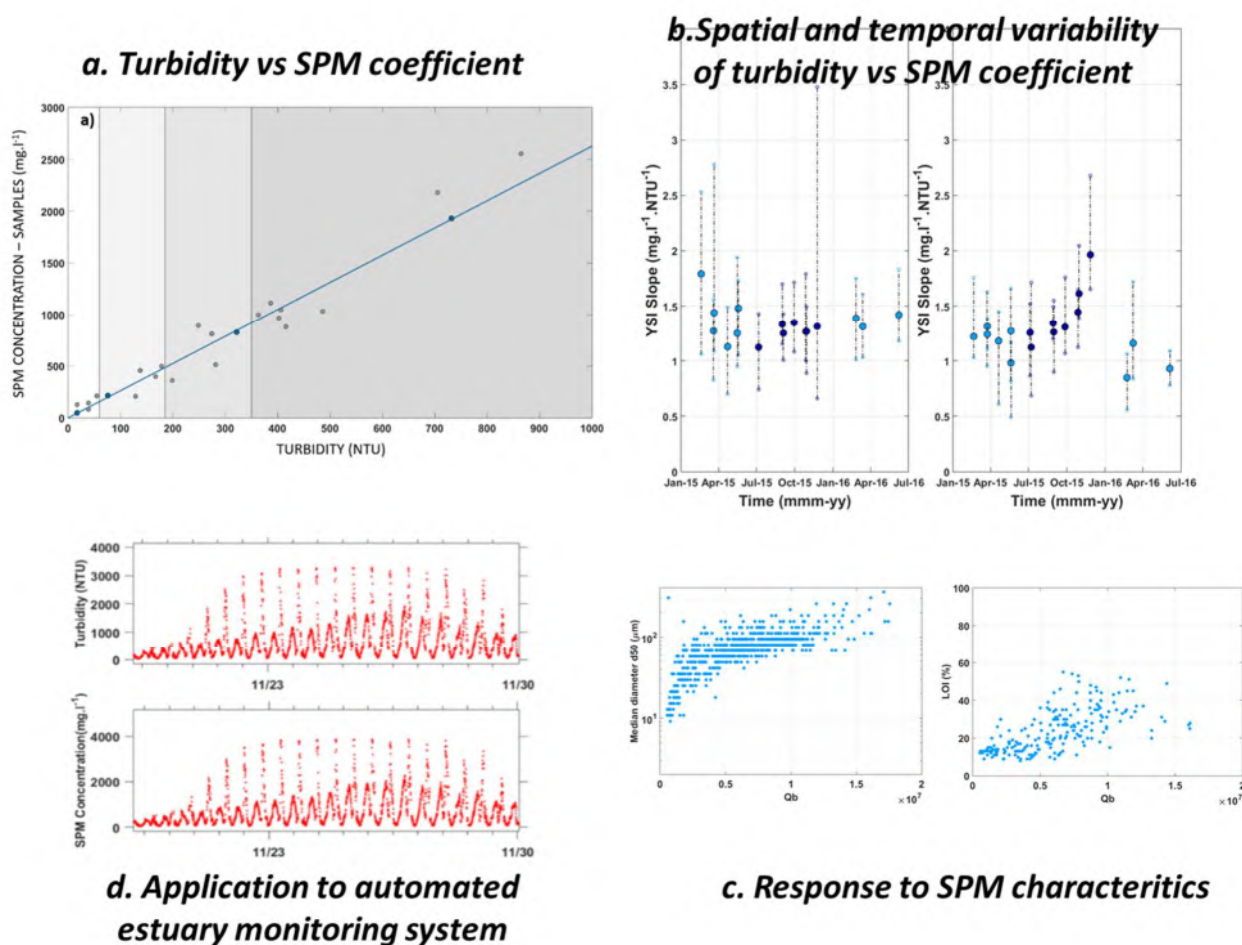 a. Turbidity vs SPM coefficient
3000
2500
2000
1500
1000
500
0
SPM CONCENTRATION – SAMPLES (mg.l⁻¹)
a)
0 100 200 300 400 500 600 700 800 900 1000
TURBIDITY (NTU)
b.Spatial and temporal variability
of turbidity vs SPM coefficient
3.5
3
2.5
2
1.5
1
0.5
0
YSI Slope (mg.l⁻¹.NTU⁻¹)
Jan-15 Apr-15 Jul-15 Oct-15 Jan-16 Apr-16 Jul-16
Time (mmm-yy)
3.5
3
2.5
2
1.5
1
0.5
0
YSI Slope (mg.l⁻¹.NTU⁻¹)
Jan-15 Apr-15 Jul-15 Oct-15 Jan-16 Apr-16 Jul-16
Time (mmm-yy)
4000
3000
2000
1000
0
Turbidity (NTU)
11/23 11/30
4000
2000
0
SPM Concentration(mg.l⁻¹)
11/23 11/30
d. Application to automated
estuary monitoring system
10²
10¹
Median diameter d50 (μm)
0 0.5 1 1.5 2
Qb
×10⁷
100
80
60
40
20
0
LOI (%)
0 0.5 1 1.5 2
Qb
×10⁷
c. Response to SPM characteritics